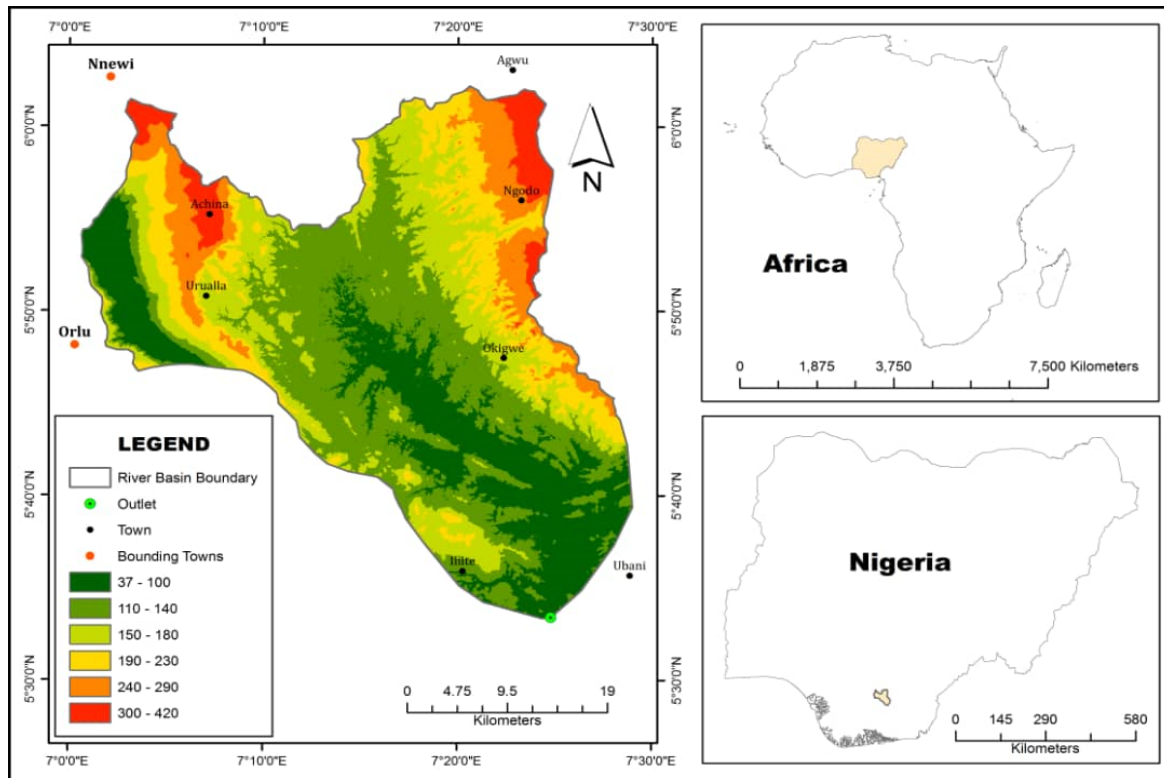 7°0'0"E
7°10'0"E
7°20'0"E
7°30'0"E
6°0'0"N
5°50'0"N
5°40'0"N
5°30'0"N
Nnewi
Agwu
N
Achina
Ngodo
Urualla
Orlu
Okigwe
Ihite
Ubani
LEGEND
River Basin Boundary
Outlet
Town
Bounding Towns
37 - 100
110 - 140
150 - 180
190 - 230
240 - 290
300 - 420
0 4.75 9.5 19
Kilometers
6°0'0"N
5°50'0"N
5°40'0"N
5°30'0"N
7°0'0"E
7°10'0"E
7°20'0"E
7°30'0"E
Africa
0 1,875 3,750 7,500 Kilometers
Nigeria
0 145 290 580
Kilometers